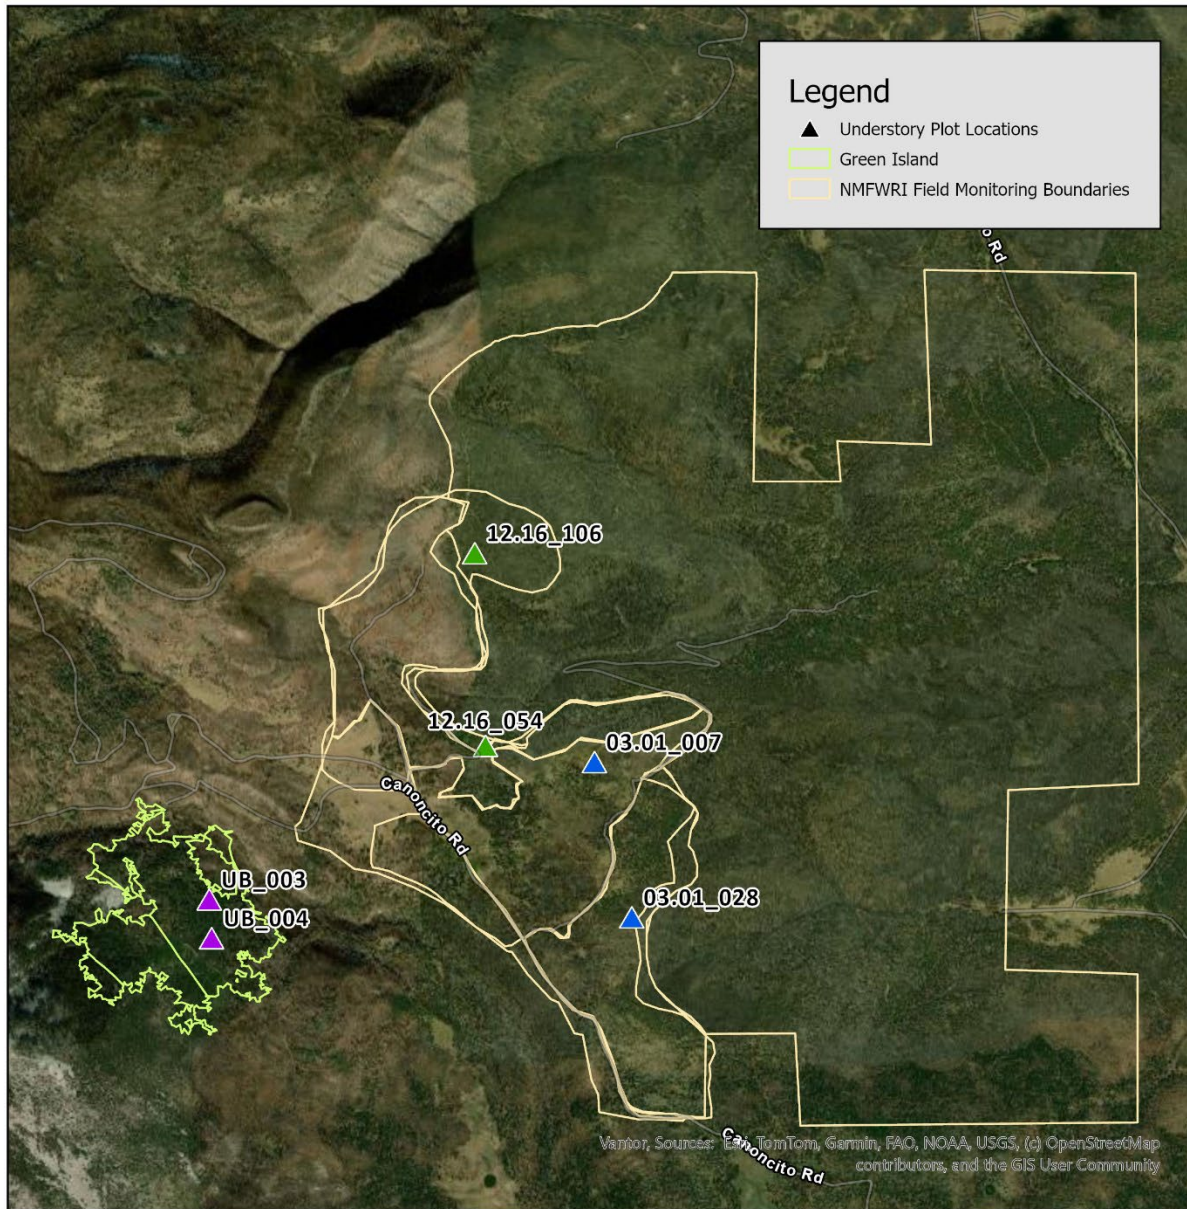 Legend
Understory Plot Locations
Green Island
NMFWRI Field Monitoring Boundaries
o Rd
12.16_106
12.16_054
03.01_007
Canoncito Rd
UB_003
03.01_028
UB_004
Vantor, Sources: Esri, TomTom, Garmin, FAO, NOAA, USGS, (c) OpenStreetMap
contributors, and the GIS User Community
Canoncito Rd